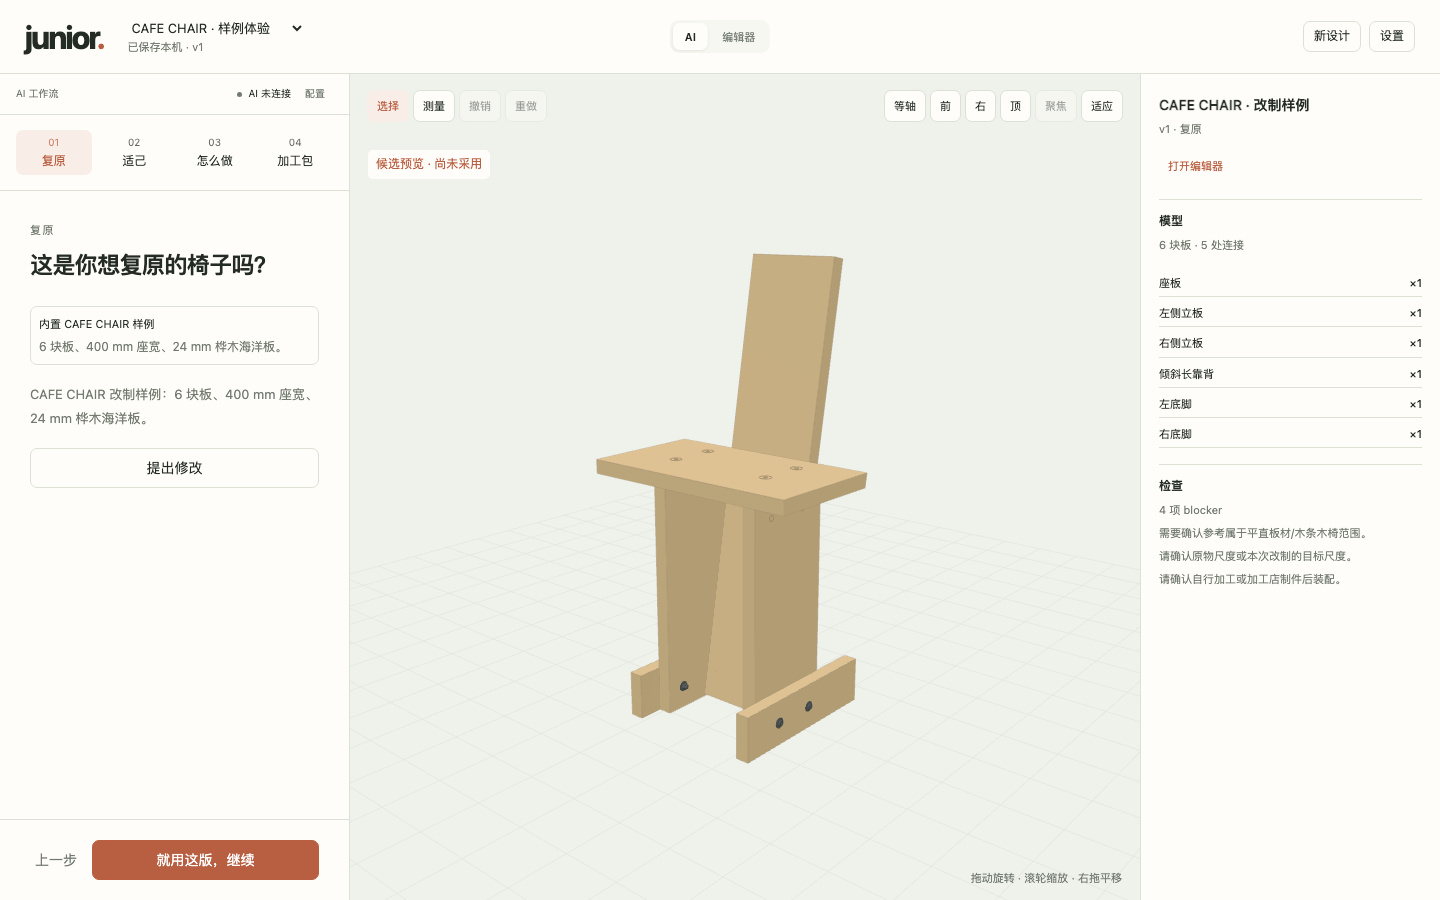 junior.
CAFE CHAIR · 样例体验
已保存本机 · v1
AI
编辑器
新设计
设置
AI 工作流
AI 未连接
配置
01
复原
02
适己
03
怎么做
04
加工包
复原
这是你想复原的椅子吗?
内置 CAFE CHAIR 样例
6 块板、400 mm 座宽、24 mm 桦木海洋板。
CAFE CHAIR 改制样例：6 块板、400 mm 座宽、
24 mm 桦木海洋板。
提出修改
上一步
就用这版，继续
选择
测量
撤销
重做
等轴
前
右
顶
聚焦
适应
候选预览 · 尚未采用
拖动旋转 · 滚轮缩放 · 右拖平移
CAFE CHAIR · 改制样例
v1 · 复原
打开编辑器
模型
6 块板 · 5 处连接
座板 ×1
左侧立板 ×1
右侧立板 ×1
倾斜长靠背 ×1
左底脚 ×1
右底脚 ×1
检查
4 项 blocker
需要确认参考属于平直板材/木条木椅范围。
请确认原物尺度或本次改制的目标尺度。
请确认自行加工或加工店制件后装配。